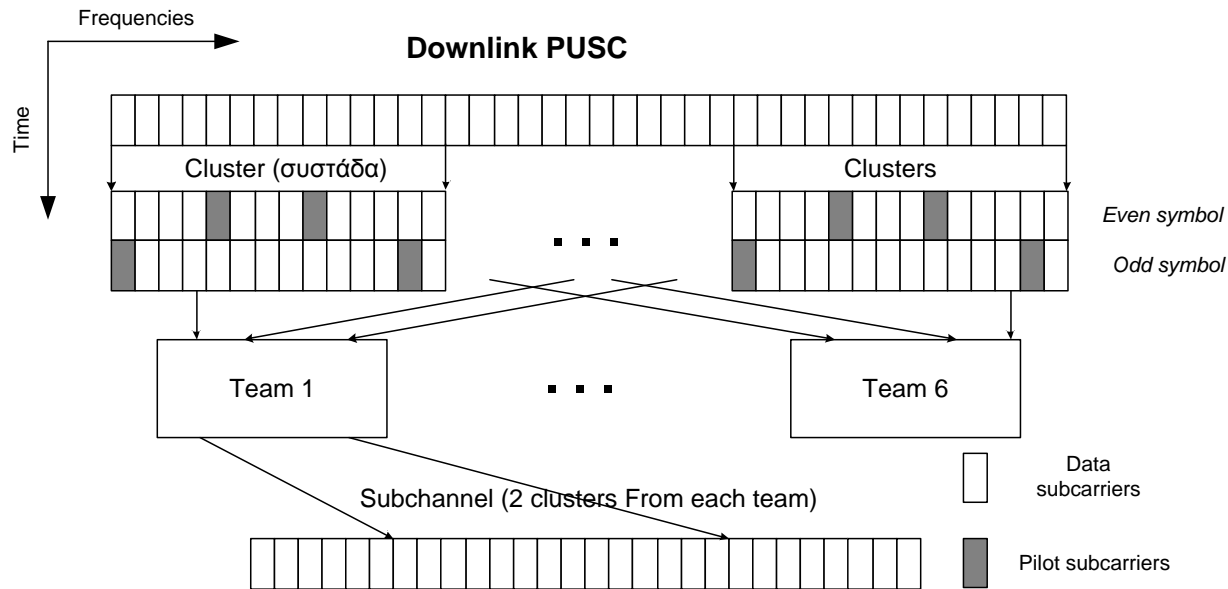 Frequencies
Downlink PUSC
Time
Cluster (συστάδα)
Clusters
Even symbol
Odd symbol
. . .
Team 1
. . .
Team 6
Subchannel (2 clusters From each team)
Data
subcarriers
Pilot subcarriers